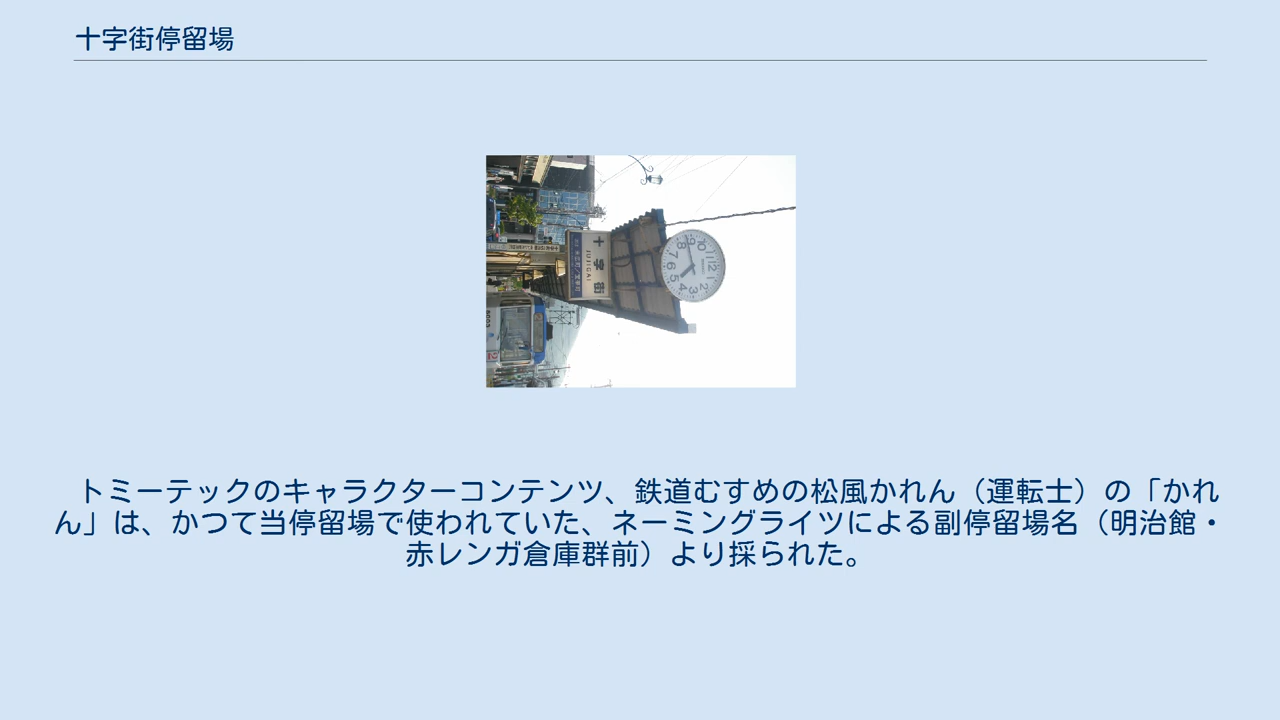 十字街停留場
十字街
JUJIGAI
トミーテックのキャラクターコンテンツ、鉄道むすめの松風かれん（運転士）の「かれ
ん」は、かつて当停留場で使われていた、ネーミングライツによる副停留場名（明治館・
赤レンガ倉庫群前）より採られた。